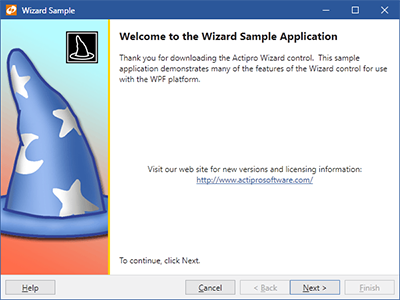 Wizard Sample
Welcome to the Wizard Sample Application
Thank you for downloading the Actipro Wizard control.  This sample
application demonstrates many of the features of the Wizard control for use
with the WPF platform.
Visit our web site for new versions and licensing information:
http://www.actiprosoftware.com/
To continue, click Next.
Help
Cancel
< Back
Next >
Finish